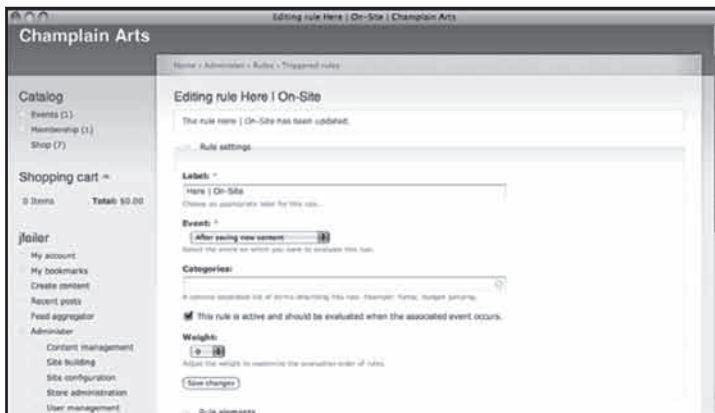 Editing rule Here | On-Site | Champlain Arts
Champlain Arts
Home » Administer » Rules » Triggered rules
Catalog
Events (1)
Membership (1)
Shop (7)
Shopping cart
0 Items Total: $0.00
jfeiler
My account
My bookmarks
Create content
Recent posts
Feed aggregator
Administer
Content management
Site building
Site configuration
Store administration
User management
Editing rule Here | On-Site
The rule Here | On-Site has been updated.
Rule settings
Label: *
Here | On-Site
Choose an appropriate label for this rule.
Event: *
After saving new content
Select the event on which you want to evaluate this rule.
Categories:
A comma separated list of terms describing this rule. Example: funny, bungee jumping.
This rule is active and should be evaluated when the associated event occurs.
Weight:
0
Adjust the weight to customize the evaluation order of rules.
Save changes
Rule elements